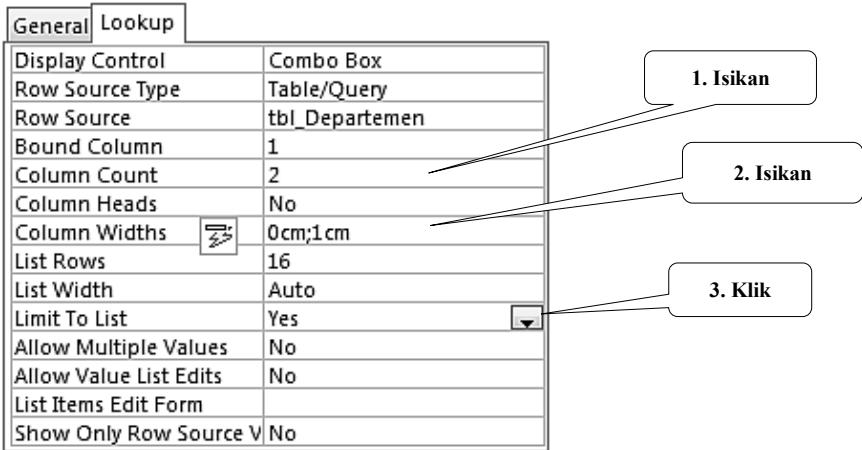 General Lookup
Display Control Combo Box
Row Source Type Table/Query
Row Source tbl_Departemen
Bound Column 1
Column Count 2
Column Heads No
Column Widths 0cm;1cm
List Rows 16
List Width Auto
Limit To List Yes
Allow Multiple Values No
Allow Value List Edits No
List Items Edit Form
Show Only Row Source V No
1. Isikan
2. Isikan
3. Klik